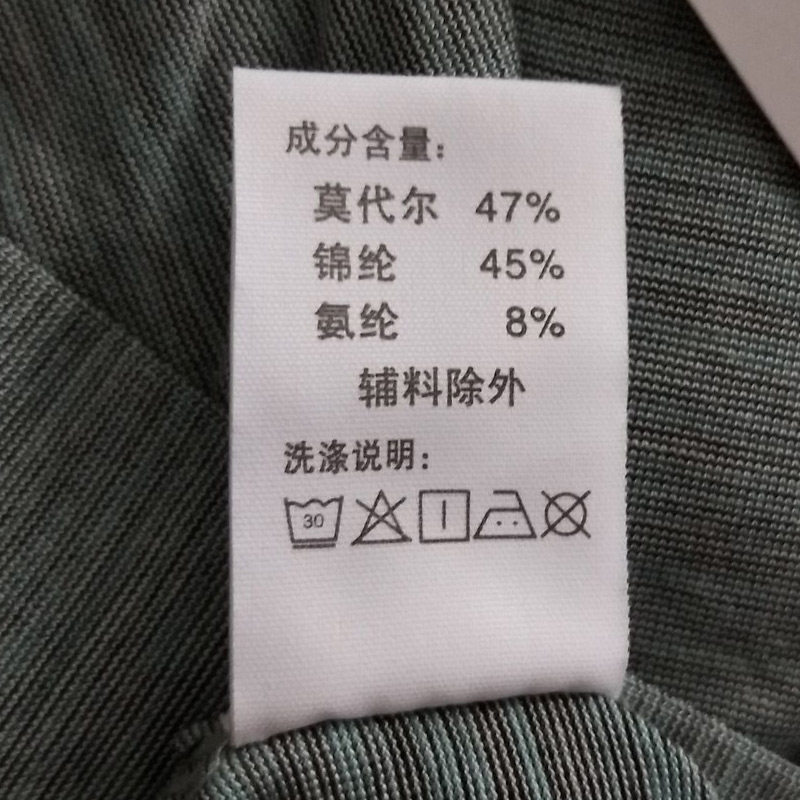 成分含量：
莫代尔 47%
锦纶 45%
氨纶 8%
辅料除外
洗涤说明：
30